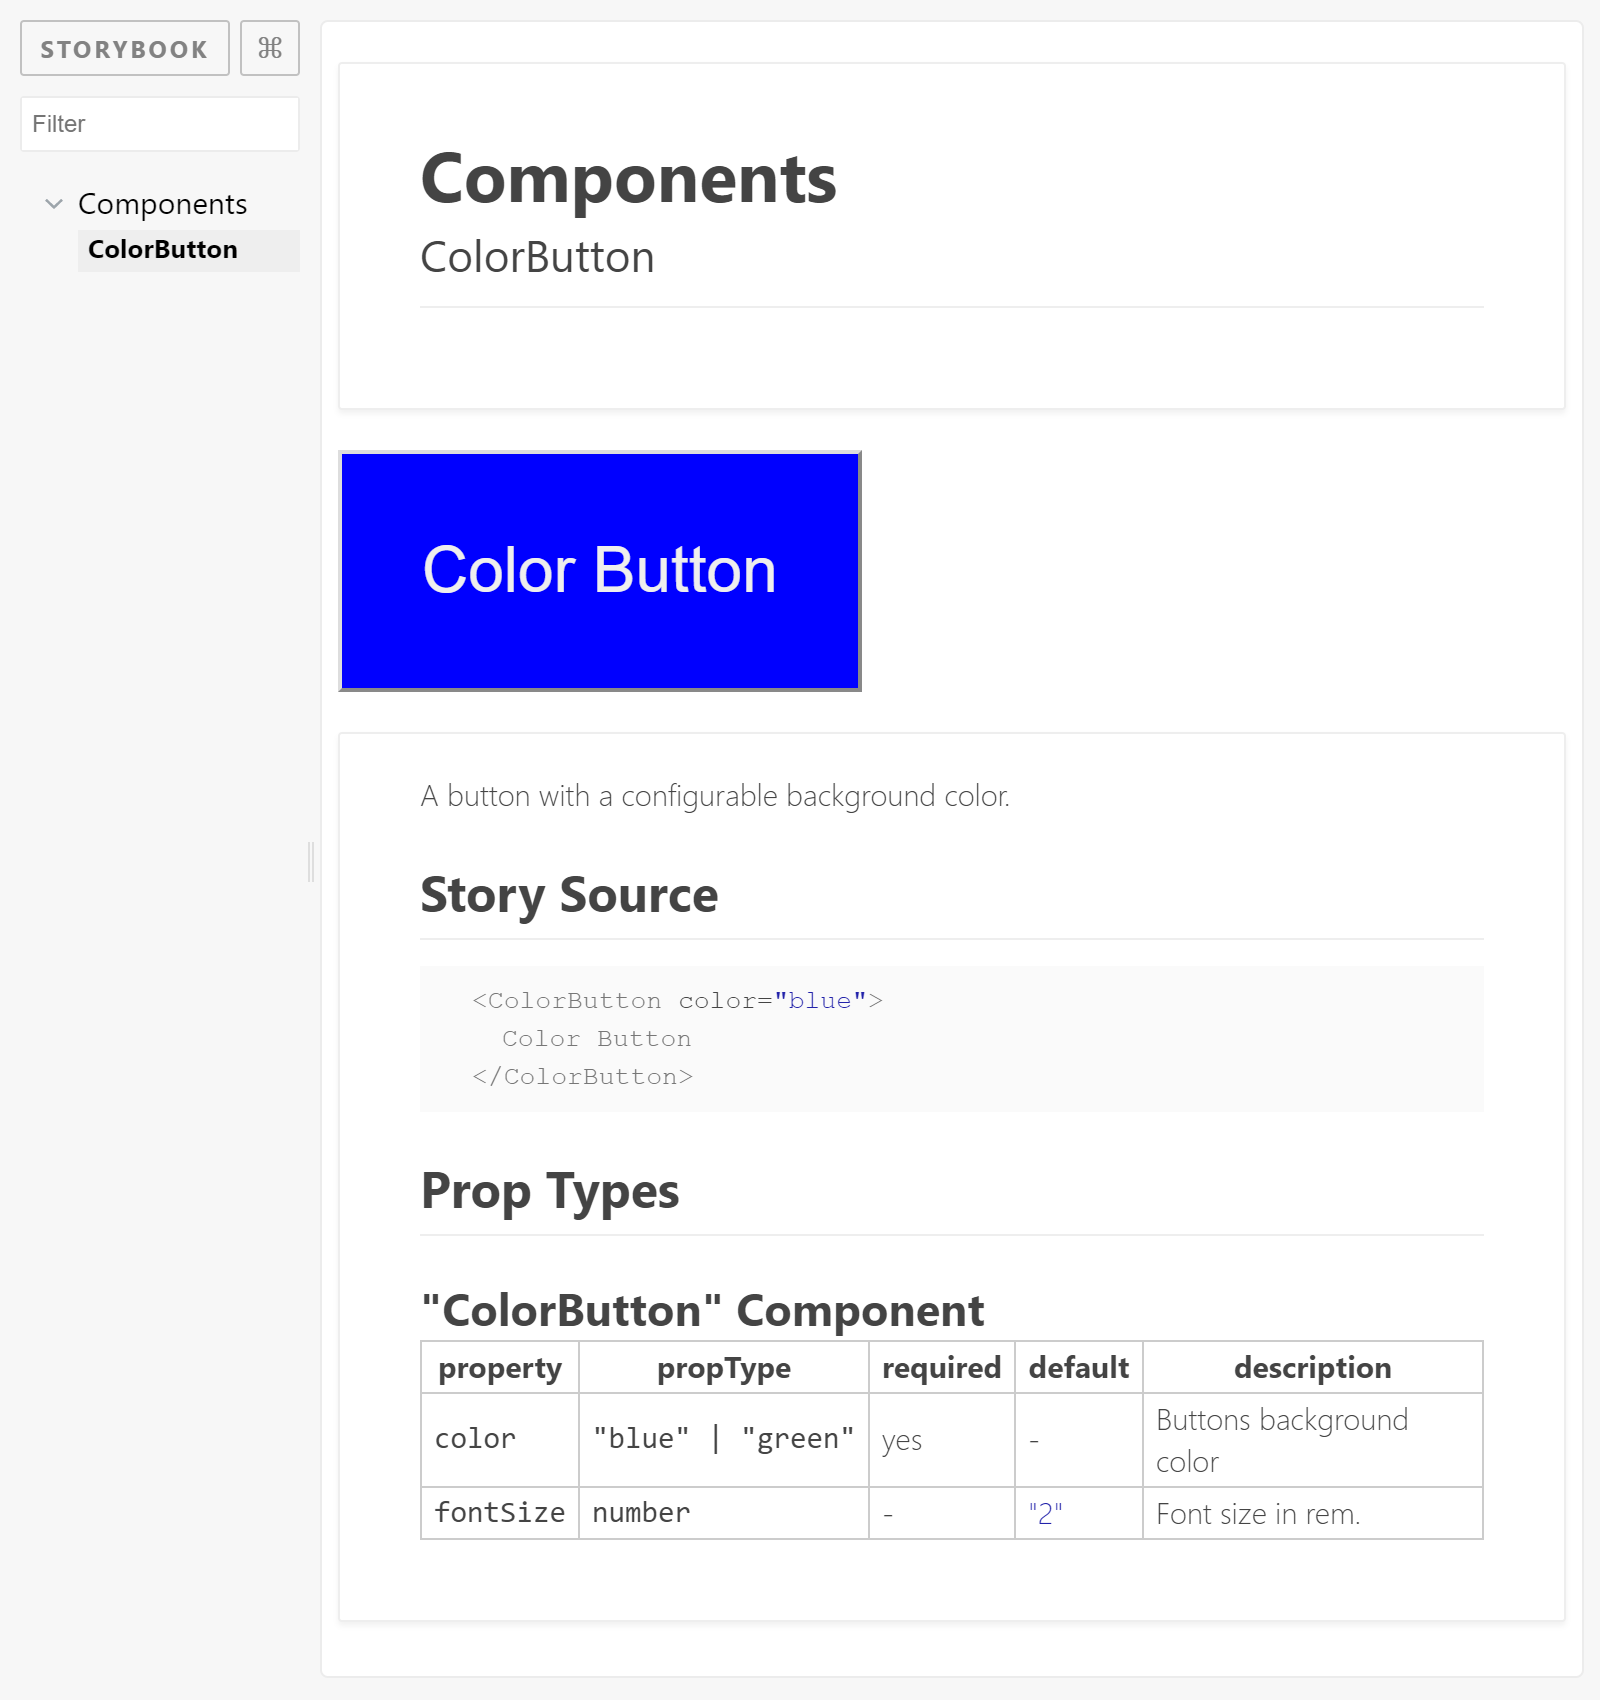 STORYBOOK ⌘
Filter
Components
ColorButton
Components
ColorButton
Color Button
A button with a configurable background color.
Story Source
<ColorButton color="blue">
Color Button
</ColorButton>
Prop Types
"ColorButton" Component
property propType required default description
color "blue" | "green" yes - Buttons background
color
fontSize number - "2" Font size in rem.